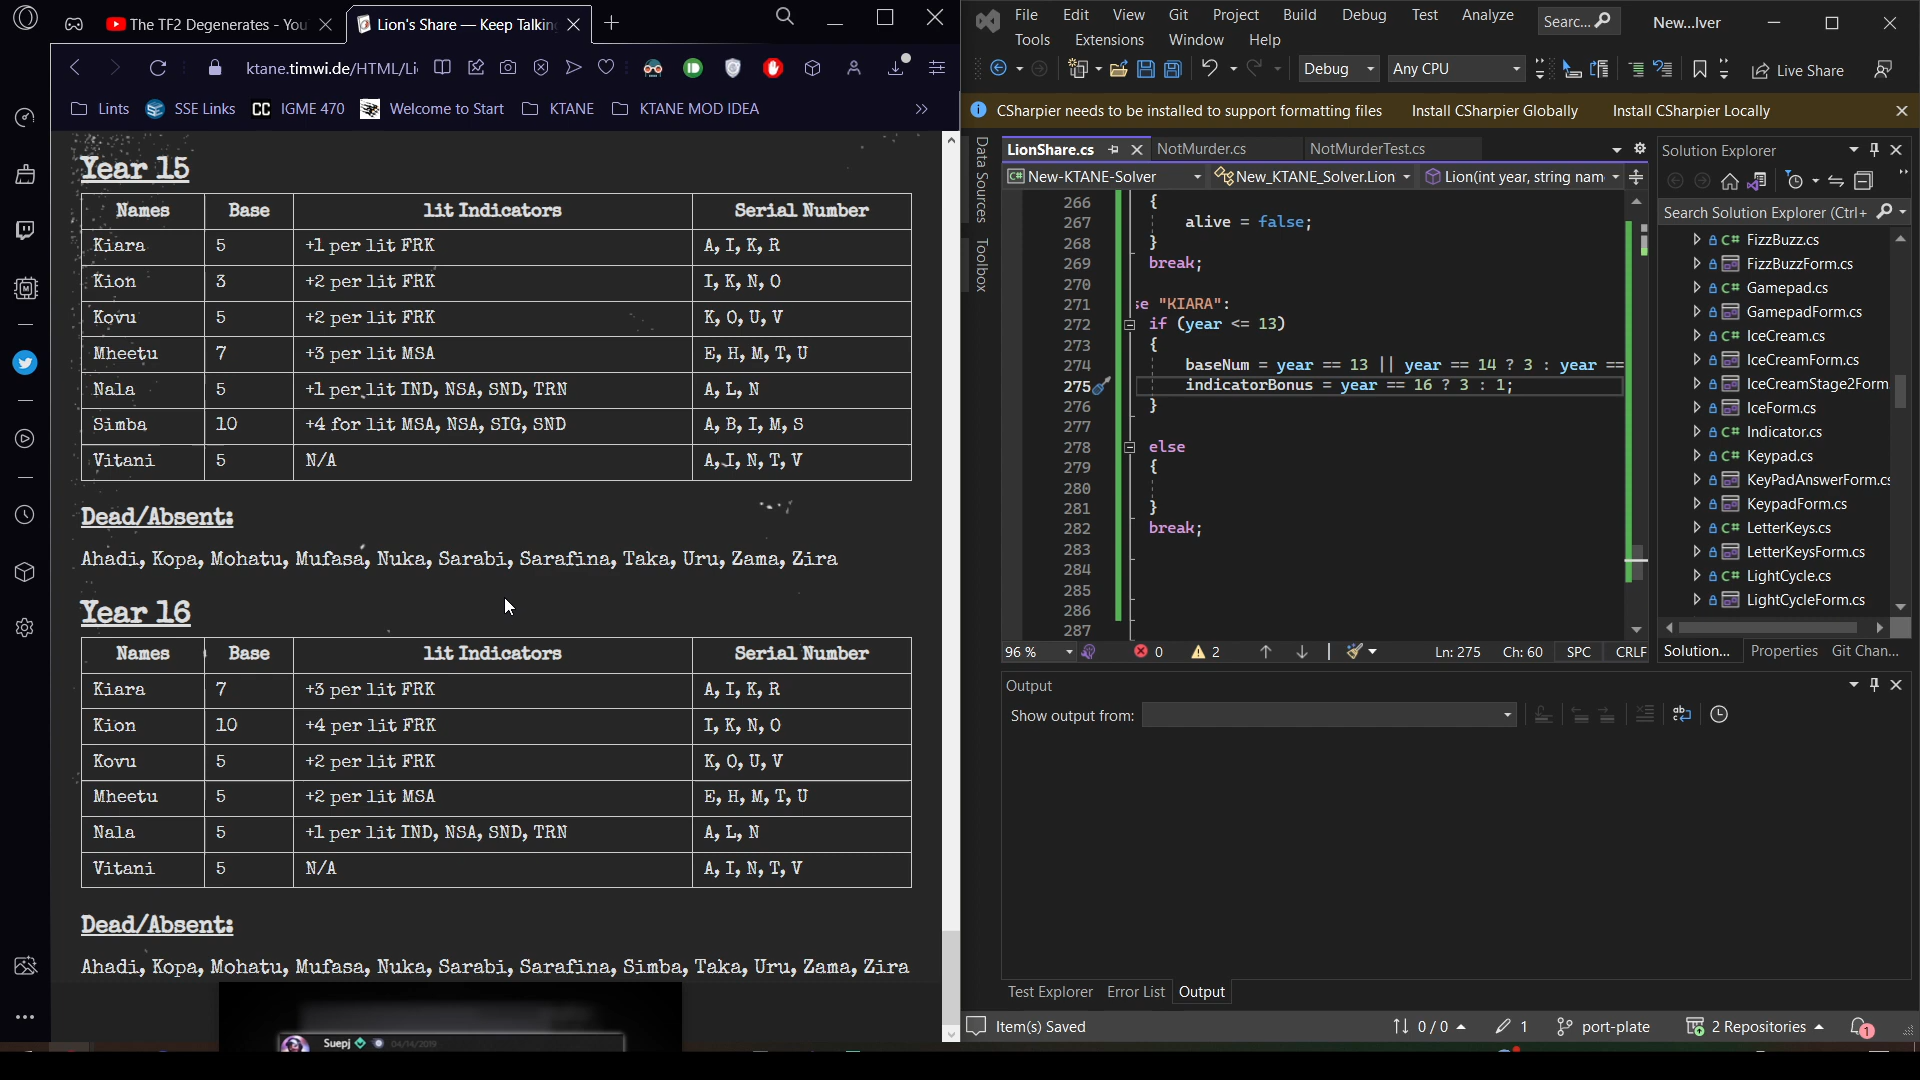 The TF2 Degenerates - You
Lion's Share — Keep Talkin
ktane.timwi.de/HTML/Li
Lints
SSE Links
CC IGME 470
Welcome to Start
KTANE
KTANE MOD IDEA
»
Year 15
Names Base lit Indicators Serial Number
Kiara 5 +1 per lit FRK A, I, K, R
Kion 3 +2 per lit FRK I, K, N, O
Kovu 5 +2 per lit FRK K, O, U, V
Mheetu 7 +3 per lit MSA E, H, M, T, U
Nala 5 +1 per lit IND, NSA, SND, TRN A, L, N
Simba 10 +4 for lit MSA, NSA, SIG, SND A, B, I, M, S
Vitani 5 N/A A, I, N, T, V
Dead/Absent:
Ahadi, Kopa, Mohatu, Mufasa, Nuka, Sarabi, Sarafina, Taka, Uru, Zama, Zira
Year 16
Names Base lit Indicators Serial Number
Kiara 7 +3 per lit FRK A, I, K, R
Kion 10 +4 per lit FRK I, K, N, O
Kovu 5 +2 per lit FRK K, O, U, V
Mheetu 5 +2 per lit MSA E, H, M, T, U
Nala 5 +1 per lit IND, NSA, SND, TRN A, L, N
Vitani 5 N/A A, I, N, T, V
Dead/Absent:
Ahadi, Kopa, Mohatu, Mufasa, Nuka, Sarabi, Sarafina, Simba, Taka, Uru, Zama, Zira
Suepj 04/14/2019
File Edit View Git Project Build Debug Test Analyze
Searc...
New...lver
Tools Extensions Window Help
Debug
Any CPU
Live Share
CSharpier needs to be installed to support formatting files Install CSharpier Globally Install CSharpier Locally
Data Sources
Toolbox
LionShare.cs NotMurder.cs NotMurderTest.cs
C# New-KTANE-Solver New_KTANE_Solver.Lion Lion(int year, string nam
266 {
267 alive = false;
268 }
269 break;
270
271 se "KIARA":
272 if (year <= 13)
273 {
274 baseNum = year == 13 || year == 14 ? 3 : year ==
275 indicatorBonus = year == 16 ? 3 : 1;
276 }
277
278 else
279 {
280
281 }
282 break;
283
284
285
286
287
96 % 0 2 Ln: 275 Ch: 60 SPC CRLF
Solution Explorer
Search Solution Explorer (Ctrl+
C# FizzBuzz.cs
FizzBuzzForm.cs
C# Gamepad.cs
GamepadForm.cs
C# IceCream.cs
IceCreamForm.cs
IceCreamStage2Form
IceForm.cs
C# Indicator.cs
C# Keypad.cs
KeyPadAnswerForm.cs
KeypadForm.cs
C# LetterKeys.cs
LetterKeysForm.cs
C# LightCycle.cs
LightCycleForm.cs
Solution... Properties Git Chan...
Output
Show output from:
Test Explorer Error List Output
Item(s) Saved
0 / 0
1
port-plate
2 Repositories
1